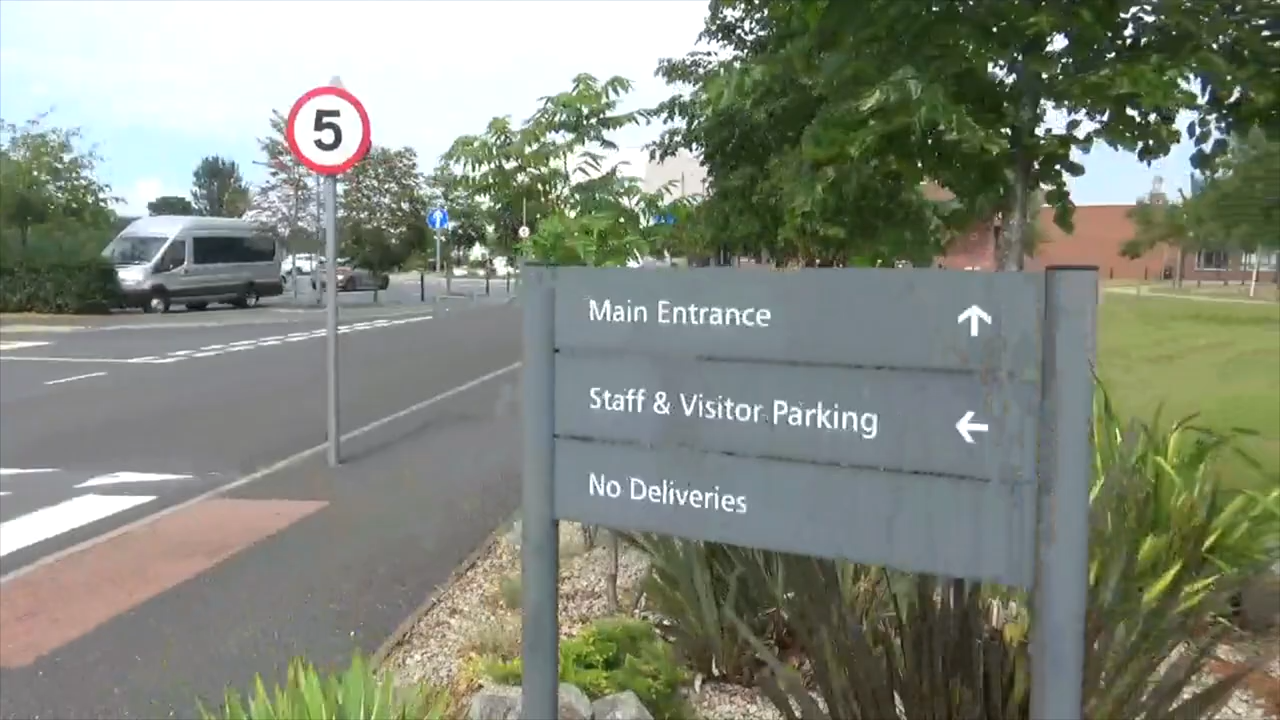 5
Main Entrance ↑
Staff & Visitor Parking ←
No Deliveries